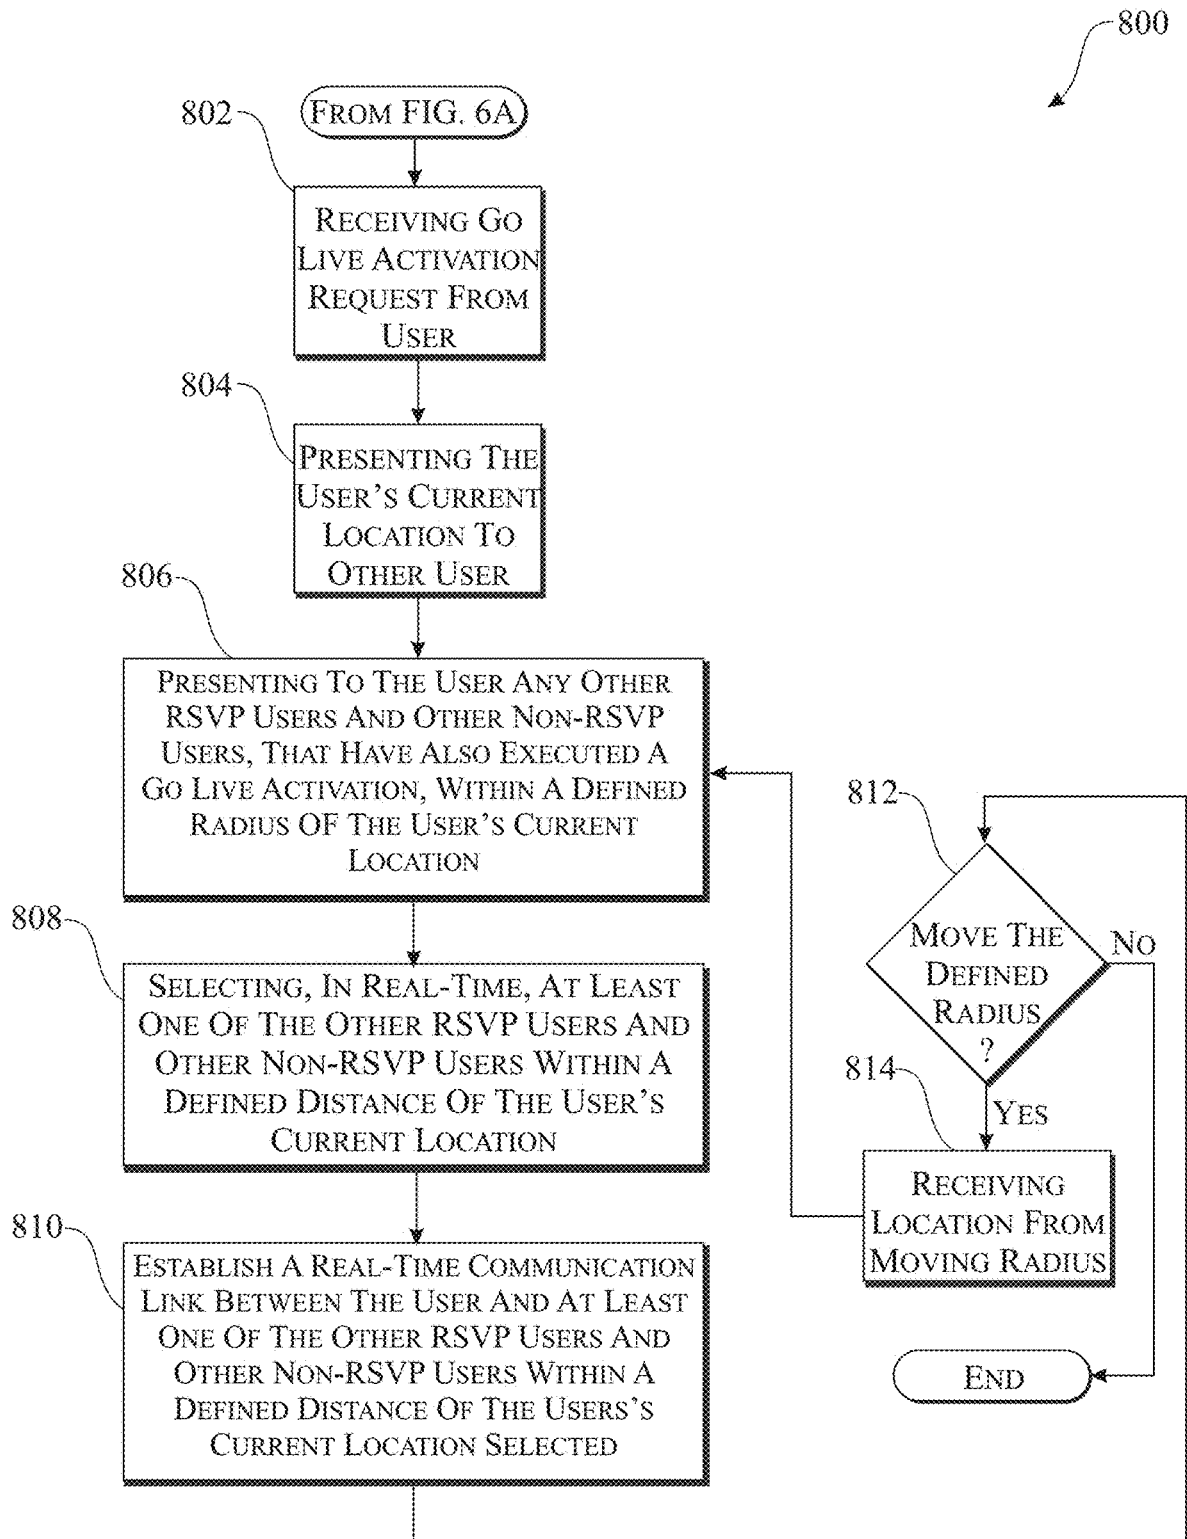 800
FROM FIG. 6A
802
RECEIVING GO
LIVE ACTIVATION
REQUEST FROM
USER
804
PRESENTING THE
USER'S CURRENT
LOCATION TO
OTHER USER
806
PRESENTING TO THE USER ANY OTHER
RSVP USERS AND OTHER NON-RSVP
USERS, THAT HAVE ALSO EXECUTED A
GO LIVE ACTIVATION, WITHIN A DEFINED
RADIUS OF THE USER'S CURRENT
LOCATION
808
SELECTING, IN REAL-TIME, AT LEAST
ONE OF THE OTHER RSVP USERS AND
OTHER NON-RSVP USERS WITHIN A
DEFINED DISTANCE OF THE USER'S
CURRENT LOCATION
810
ESTABLISH A REAL-TIME COMMUNICATION
LINK BETWEEN THE USER AND AT LEAST
ONE OF THE OTHER RSVP USERS AND
OTHER NON-RSVP USERS WITHIN A
DEFINED DISTANCE OF THE USERS'S
CURRENT LOCATION SELECTED
812
MOVE THE
DEFINED
RADIUS
?
NO
YES
814
RECEIVING
LOCATION FROM
MOVING RADIUS
END